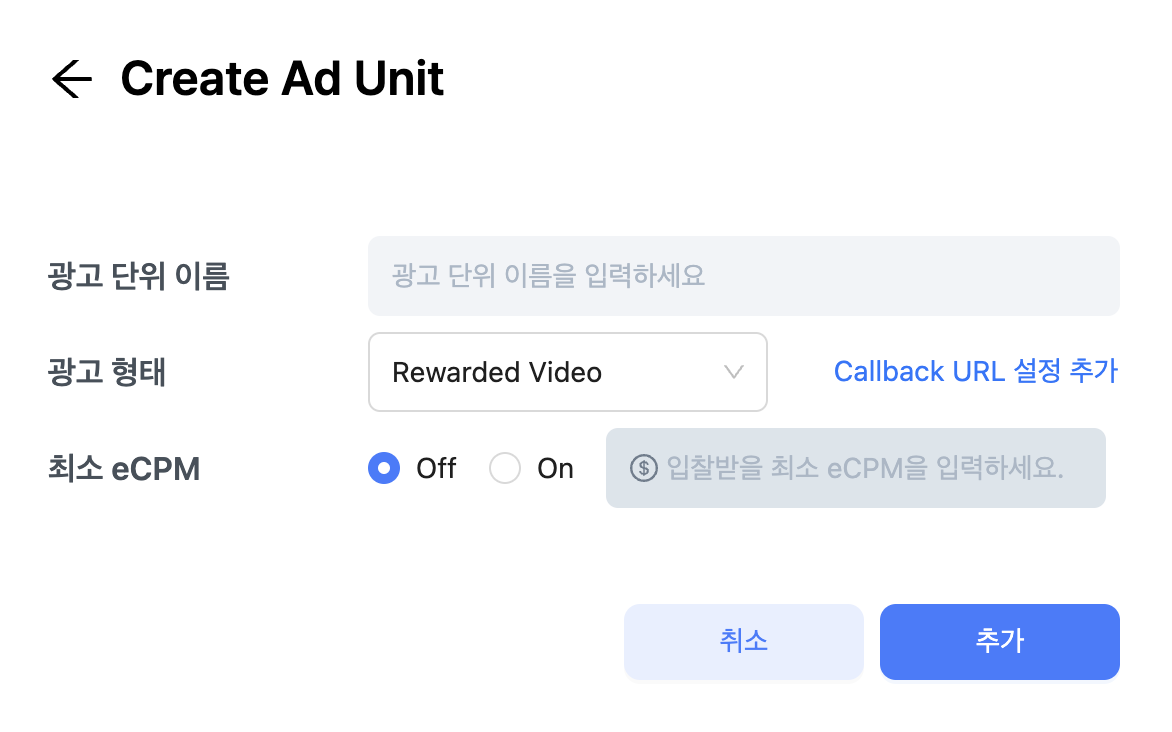 Create Ad Unit
광고 단위 이름 광고 단위 이름을 입력하세요
광고 형태 Rewarded Video Callback URL 설정 추가
최소 eCPM Off On 입찰받을 최소 eCPM을 입력하세요.
취소 추가